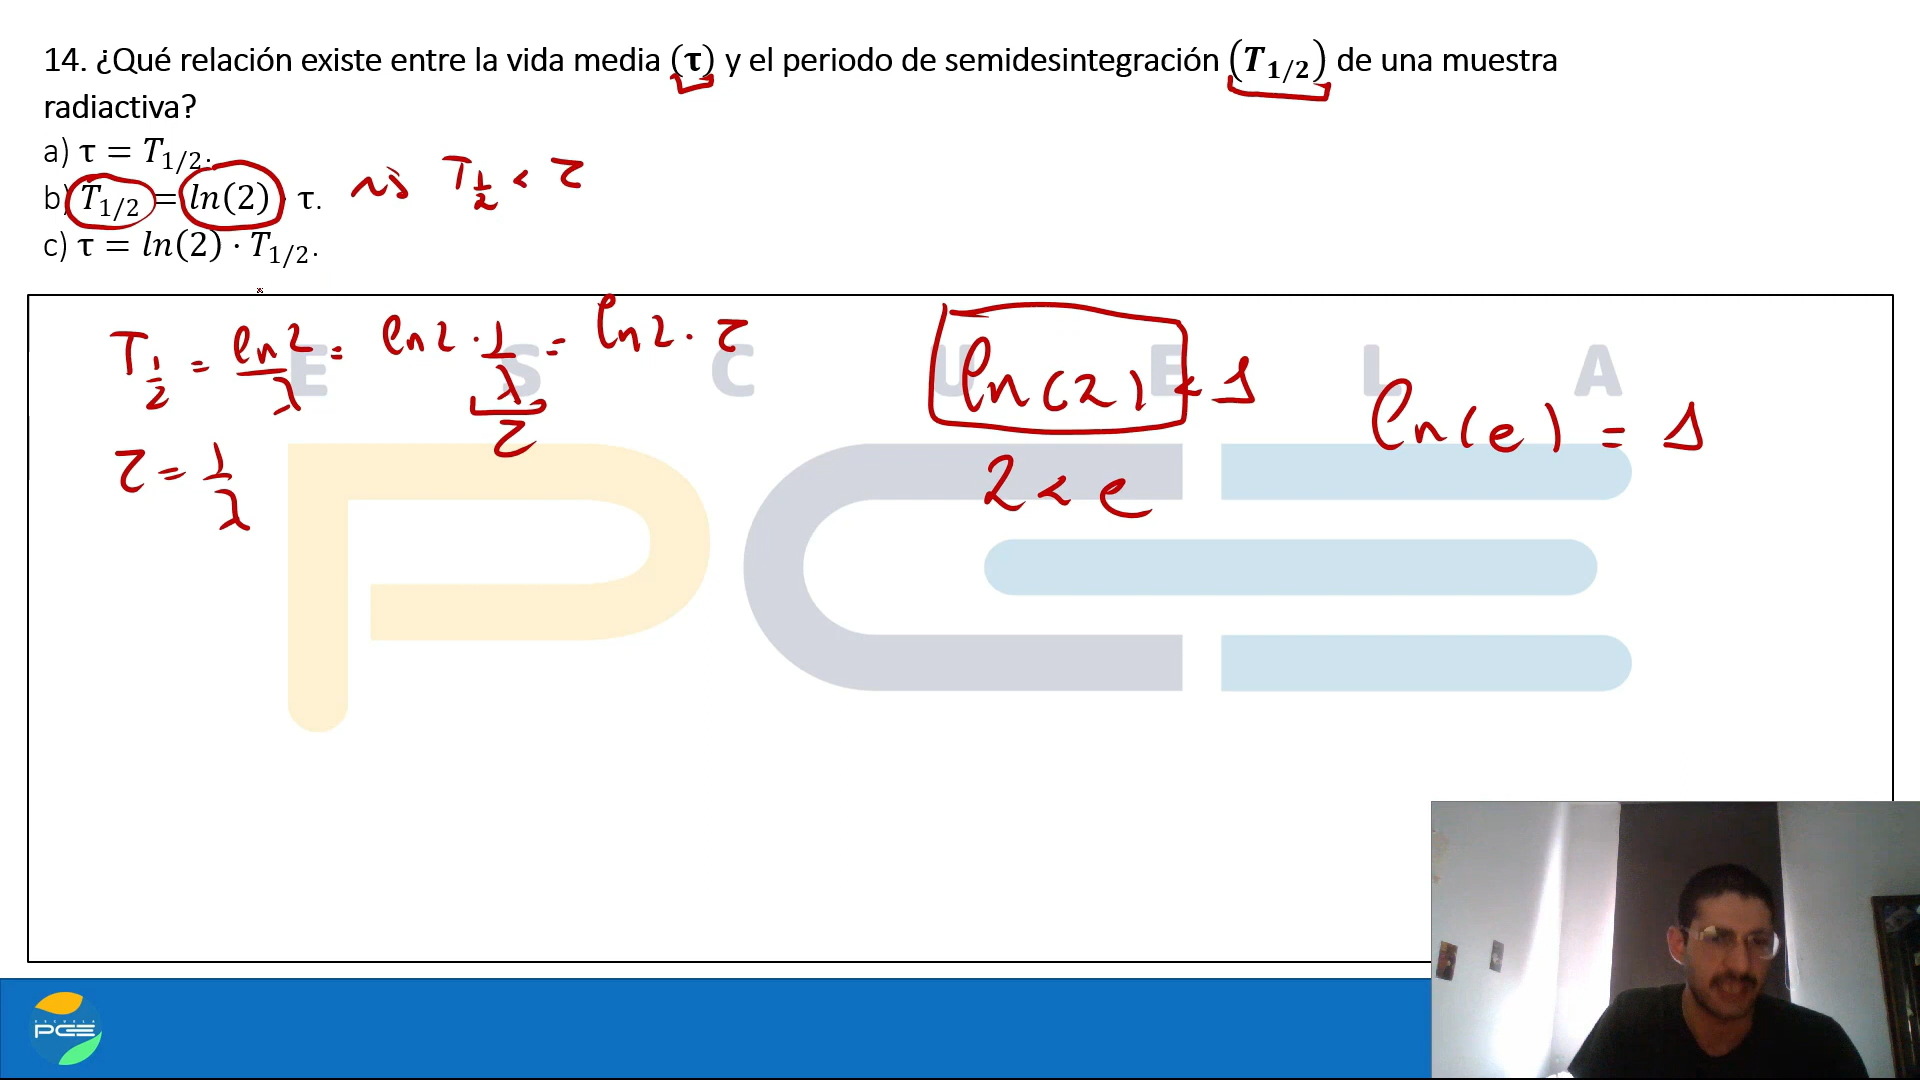 14. ¿Qué relación existe entre la vida media (τ) y el periodo de semidesintegración (T₁/₂) de una muestra
radiactiva?
a) τ = T₁/₂.
b) T₁/₂ = ln(2) · τ. ⇝ T½ < τ
c) τ = ln(2) · T₁/₂.
T½ = ln2/λ = ln2 · 1/λ = ln2 · τ
τ
τ = 1/λ
ln(2) < 1
2 < e
ln(e) = 1
E S C U E L A
PCE
ESCUELA
PCE